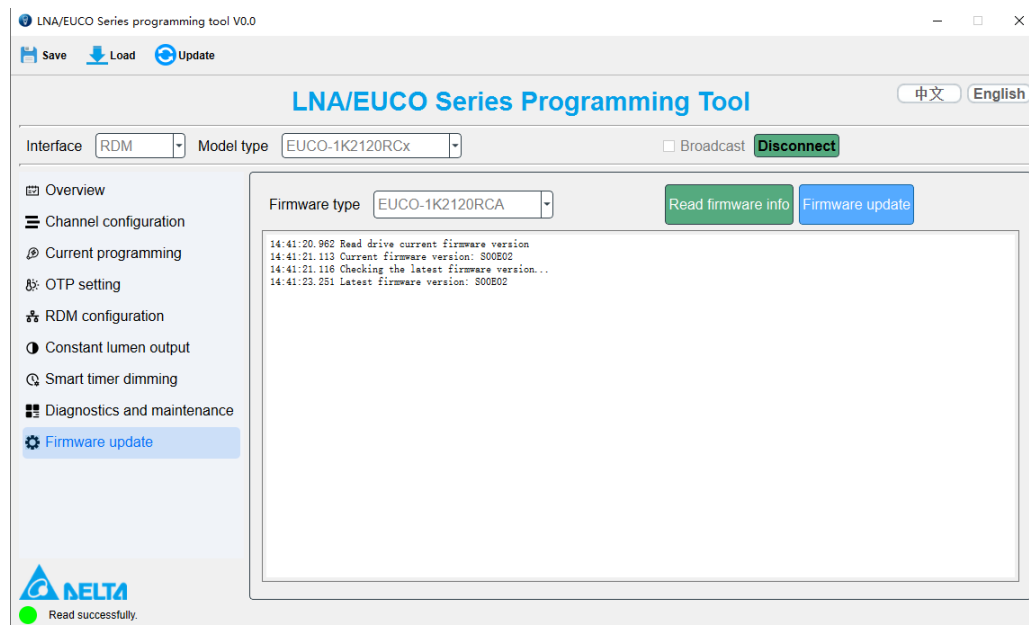 LNA/EUCO Series programming tool V0.0
Save Load Update
LNA/EUCO Series Programming Tool
中文 English
Interface RDM Model type EUCO-1K2120RCx Broadcast Disconnect
Overview
Channel configuration
Current programming
OTP setting
RDM configuration
Constant lumen output
Smart timer dimming
Diagnostics and maintenance
Firmware update
Firmware type EUCO-1K2120RCA Read firmware info Firmware update
14:41:20.962 Read drive current firmware version
14:41:21.113 Current firmware version: S00E02
14:41:21.116 Checking the latest firmware version...
14:41:23.251 Latest firmware version: S00E02
DELTA
Read successfully.